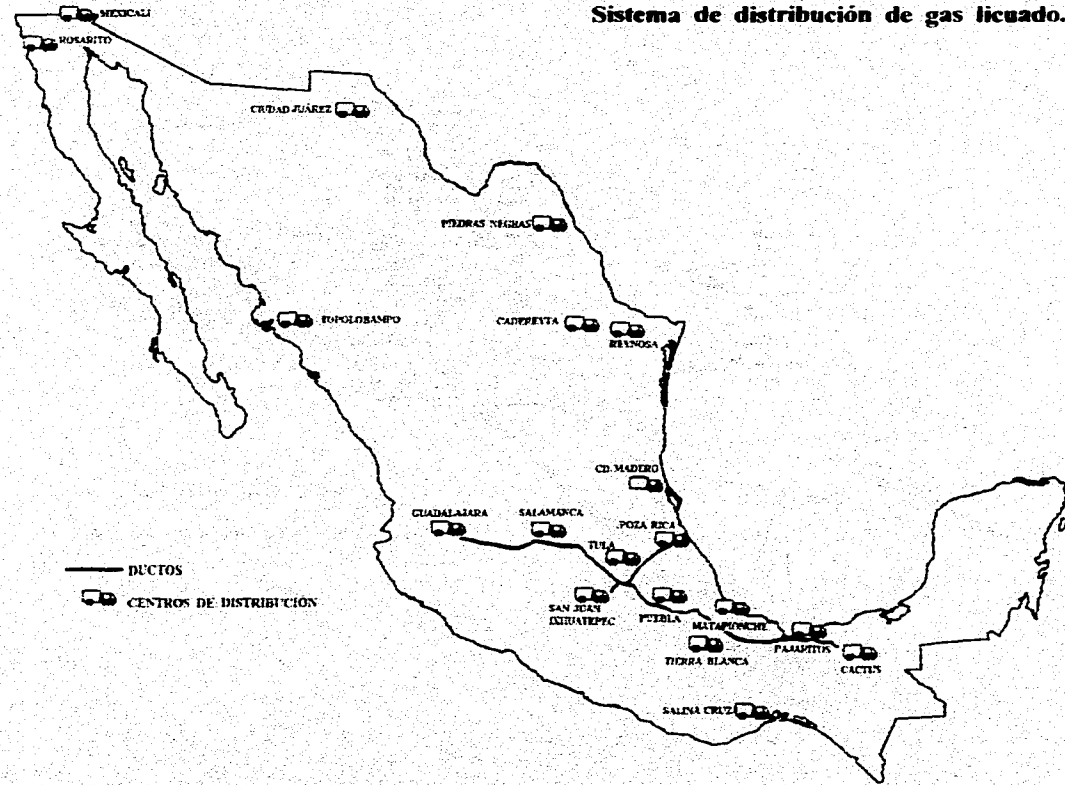 Sistema de distribución de gas licuado.
MEXICALI
ROSARITO
CIUDAD JUÁREZ
PIEDRAS NEGRAS
TOPOLOBAMPO
CADEREYTA
REYNOSA
CD. MADERO
GUADALAJARA
SALAMANCA
POZA RICA
TULA
DUCTOS
CENTROS DE DISTRIBUCIÓN
SAN JUAN
IXHUATEPEC
PUEBLA
MATAPIONCHE
PAJARITOS
TIERRA BLANCA
CACTUS
SALINA CRUZ